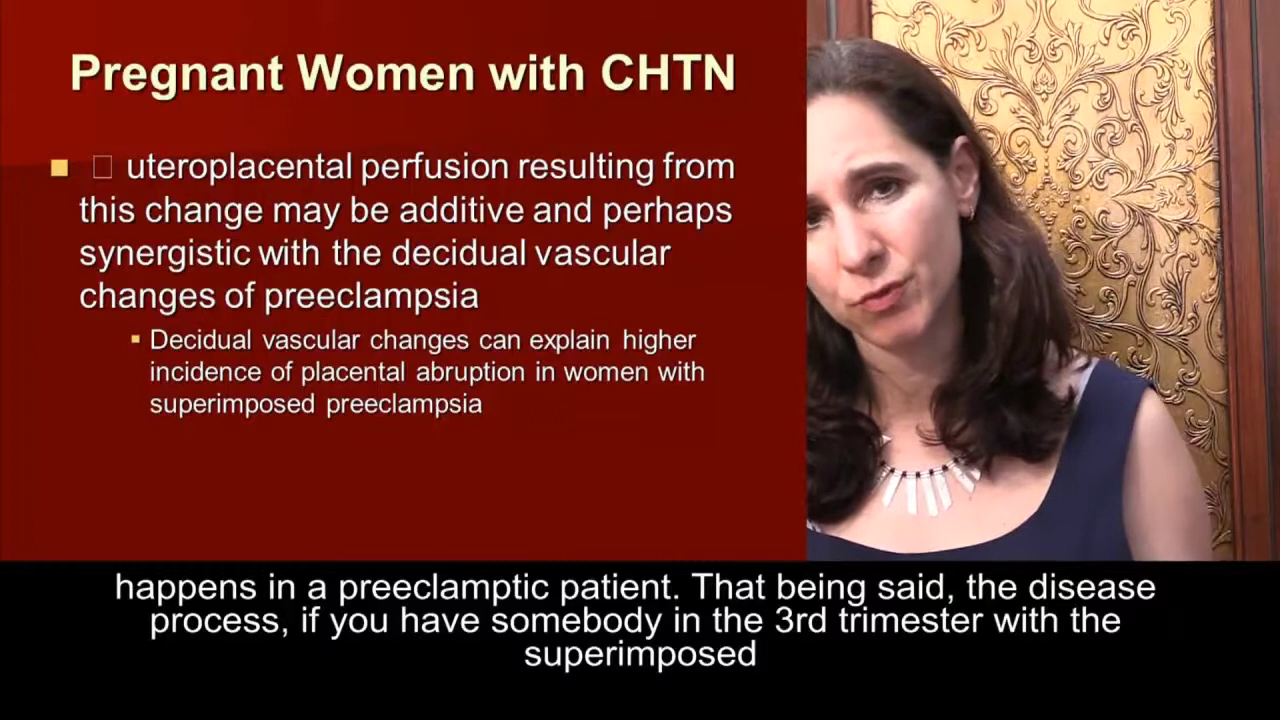 Pregnant Women with CHTN
uteroplacental perfusion resulting from
this change may be additive and perhaps
synergistic with the decidual vascular
changes of preeclampsia
Decidual vascular changes can explain higher
incidence of placental abruption in women with
superimposed preeclampsia
happens in a preeclamptic patient. That being said, the disease
process, if you have somebody in the 3rd trimester with the
superimposed